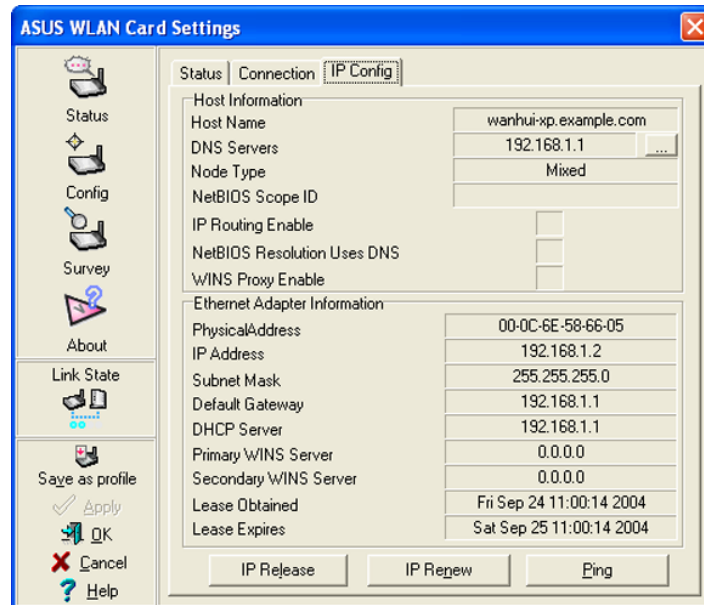 ASUS WLAN Card Settings
Status
Config
Survey
About
Link State
Save as profile
Apply
OK
Cancel
Help
Status Connection IP Config
Host Information
Host Name wanhui-xp.example.com
DNS Servers 192.168.1.1 ...
Node Type Mixed
NetBIOS Scope ID
IP Routing Enable
NetBIOS Resolution Uses DNS
WINS Proxy Enable
Ethernet Adapter Information
PhysicalAddress 00-0C-6E-58-66-05
IP Address 192.168.1.2
Subnet Mask 255.255.255.0
Default Gateway 192.168.1.1
DHCP Server 192.168.1.1
Primary WINS Server 0.0.0.0
Secondary WINS Server 0.0.0.0
Lease Obtained Fri Sep 24 11:00:14 2004
Lease Expires Sat Sep 25 11:00:14 2004
IP Release IP Renew Ping